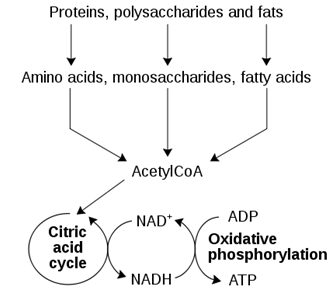 Proteins, polysaccharides and fats
Amino acids, monosaccharides, fatty acids
AcetylCoA
Citric
acid
cycle
NAD+
NADH
ADP
Oxidative
phosphorylation
ATP